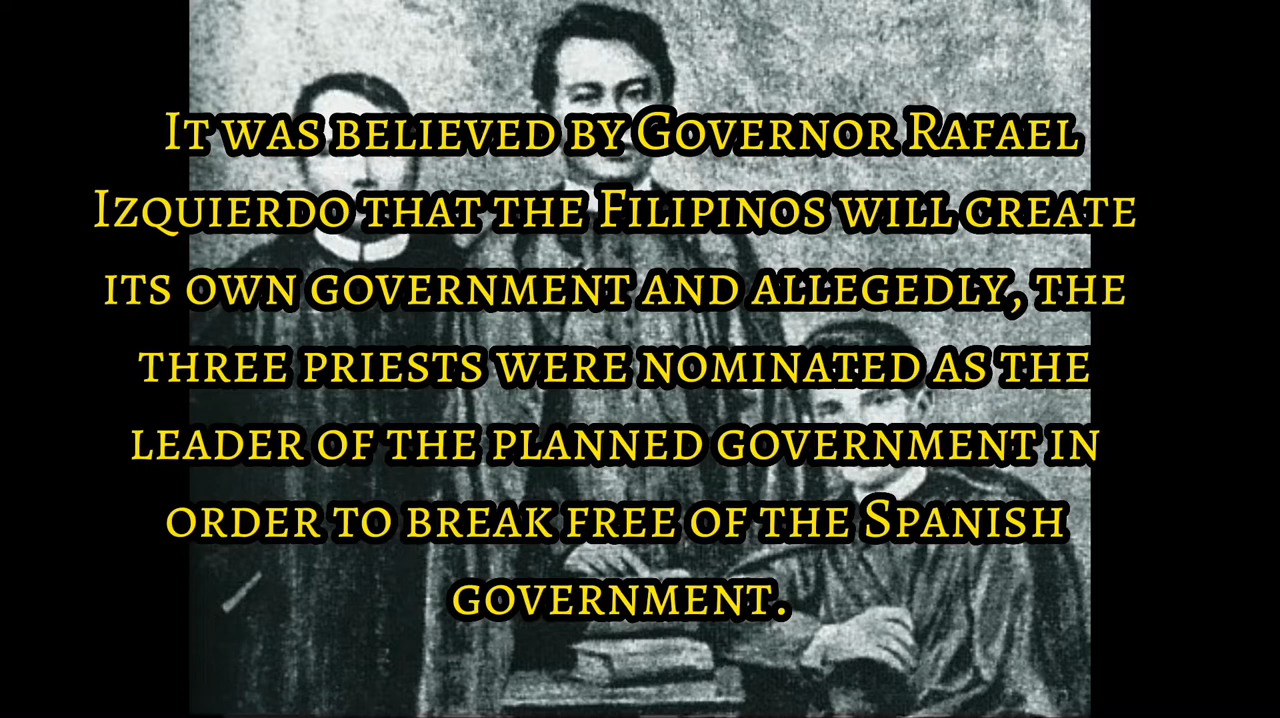 It was believed by Governor Rafael
Izquierdo that the Filipinos will create
its own government and allegedly, the
three priests were nominated as the
leader of the planned government in
order to break free of the Spanish
government.